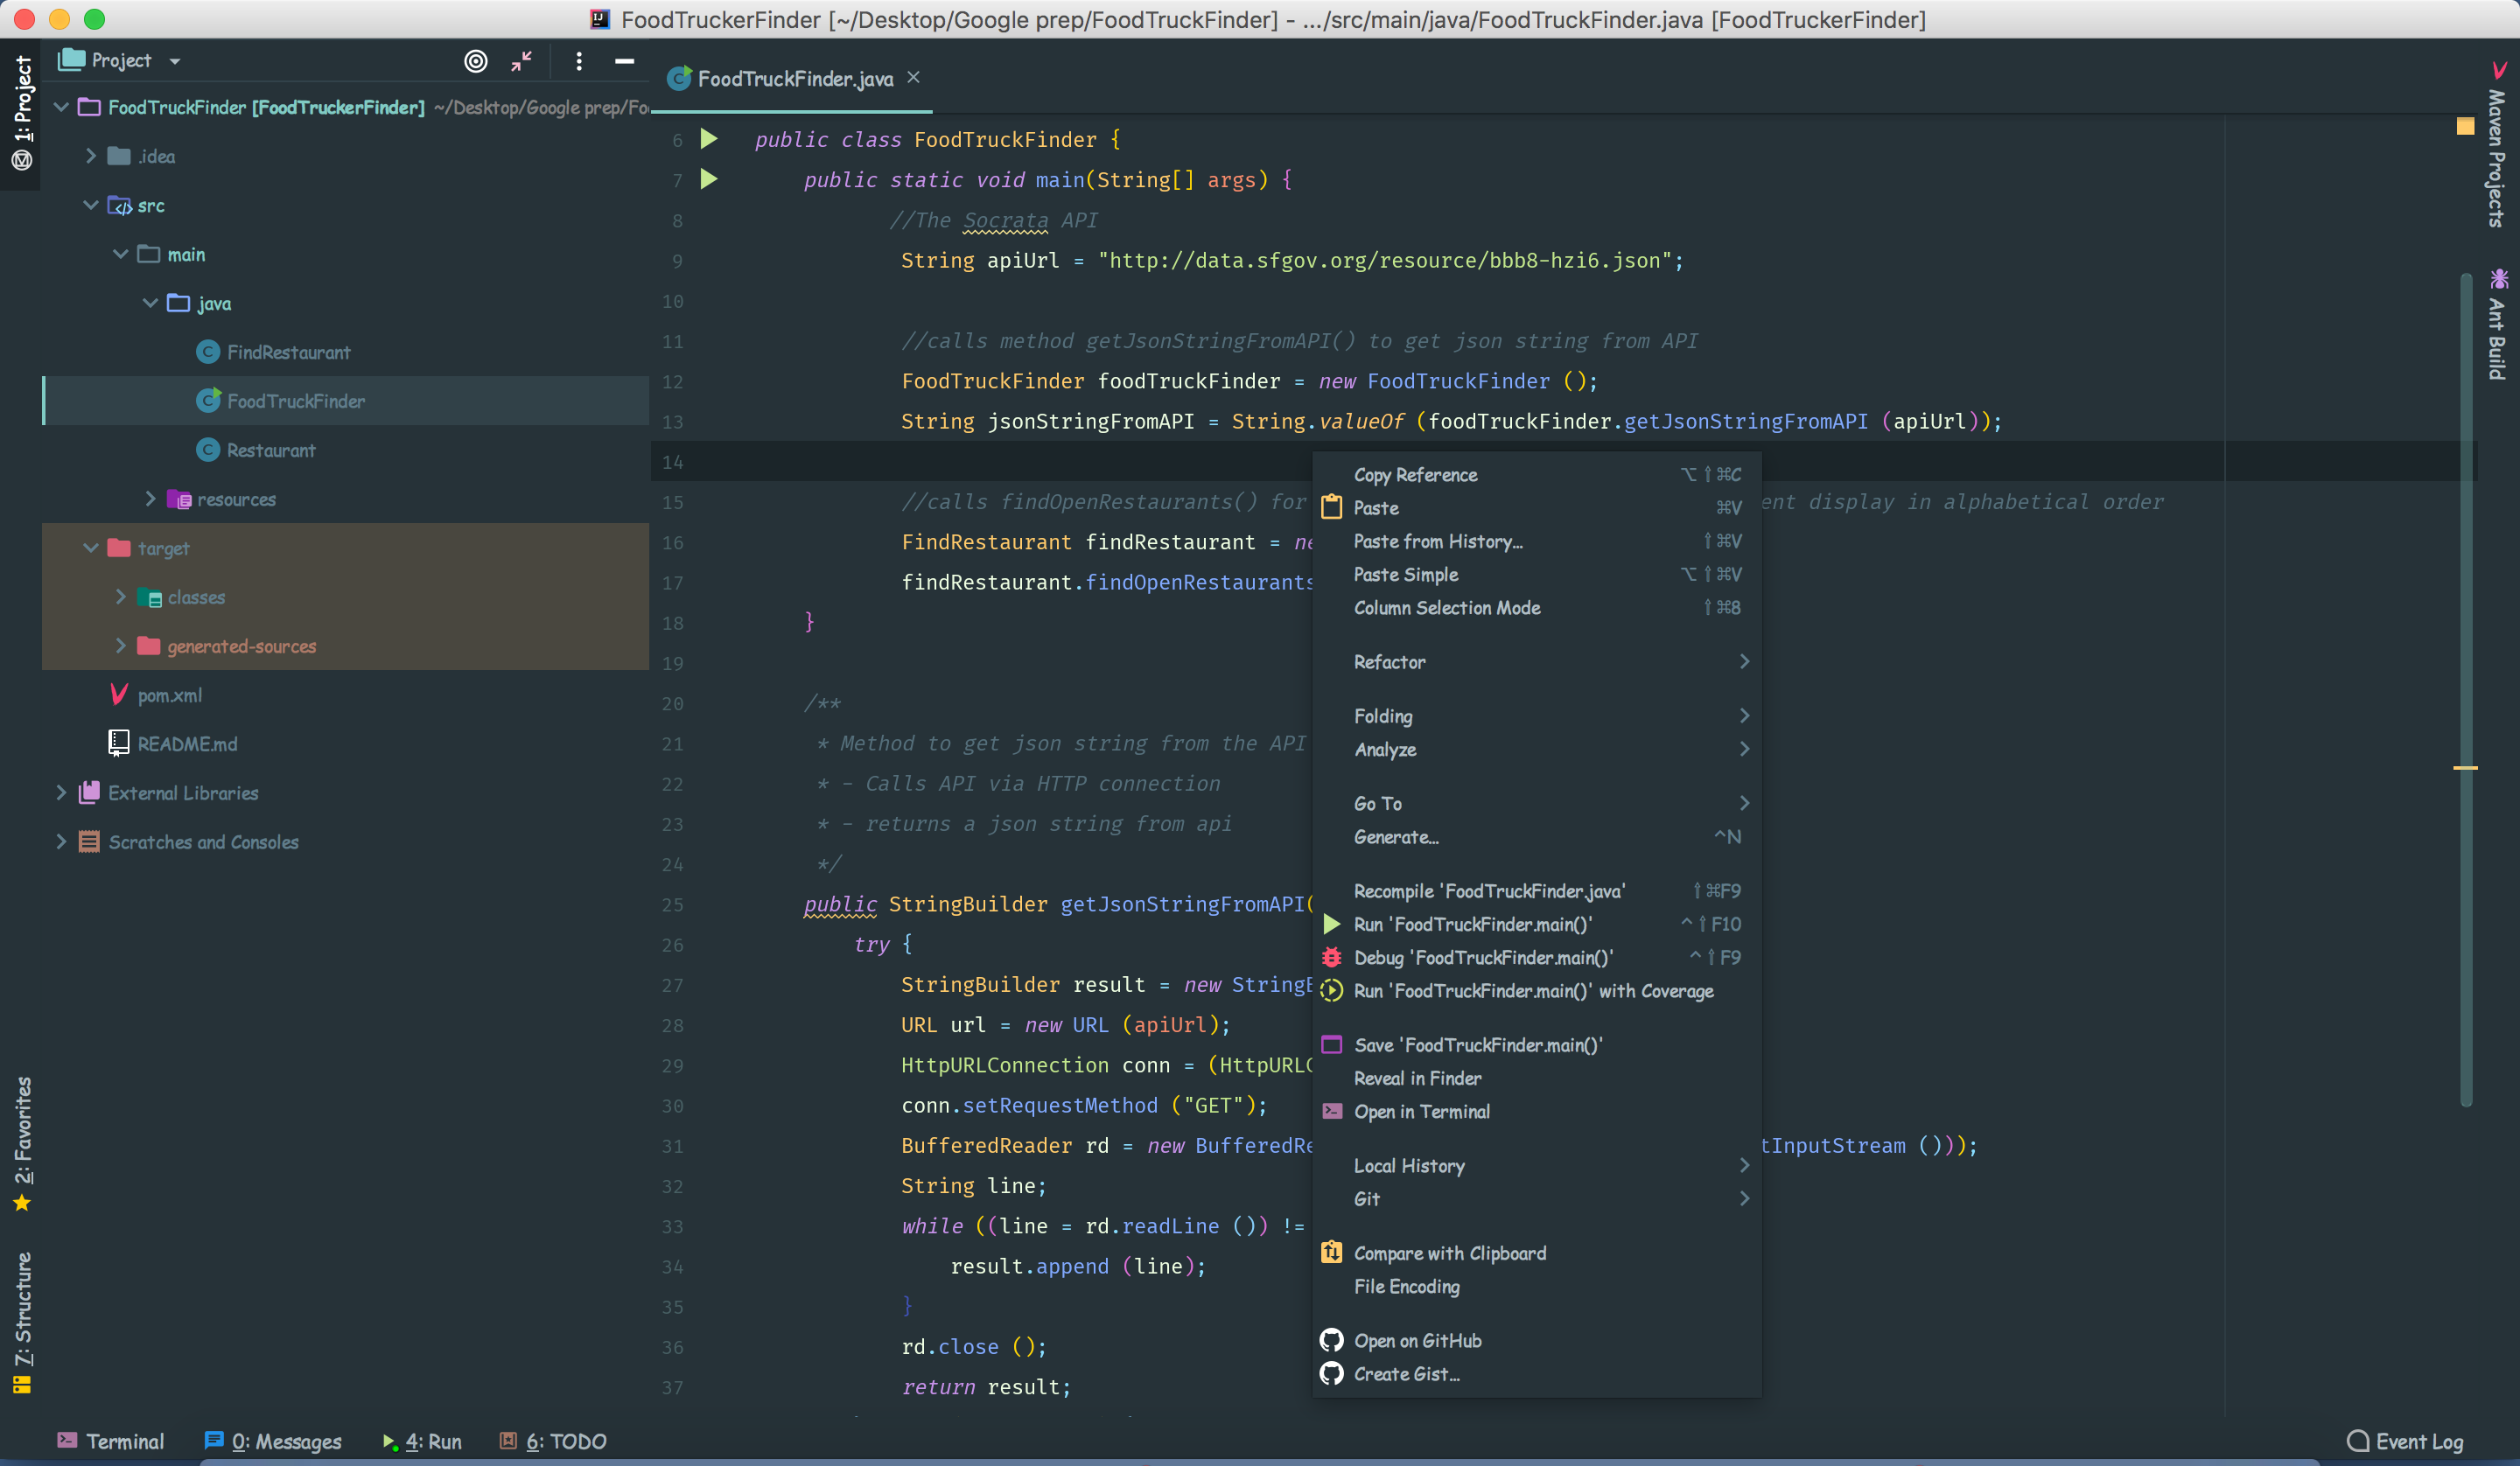 FoodTruckerFinder [~/Desktop/Google prep/FoodTruckFinder] - .../src/main/java/FoodTruckFinder.java [FoodTruckerFinder]
1: Project
Project
FoodTruckFinder [FoodTruckerFinder] ~/Desktop/Google prep/Fo
.idea
src
main
java
FindRestaurant
FoodTruckFinder
Restaurant
resources
target
classes
generated-sources
pom.xml
README.md
External Libraries
Scratches and Consoles
2: Favorites
7: Structure
FoodTruckFinder.java
6 public class FoodTruckFinder {
7 public static void main(String[] args) {
8 //The Socrata API
9 String apiUrl = "http://data.sfgov.org/resource/bbb8-hzi6.json";
10
11 //calls method getJsonStringFromAPI() to get json string from API
12 FoodTruckFinder foodTruckFinder = new FoodTruckFinder ();
13 String jsonStringFromAPI = String.valueOf (foodTruckFinder.getJsonStringFromAPI (apiUrl));
14
15 //calls findOpenRestaurants() for ent display in alphabetical order
16 FindRestaurant findRestaurant = ne
17 findRestaurant.findOpenRestaurants
18 }
19
20 /**
21 * Method to get json string from the API
22 * - Calls API via HTTP connection
23 * - returns a json string from api
24 */
25 public StringBuilder getJsonStringFromAPI(
26 try {
27 StringBuilder result = new StringB
28 URL url = new URL (apiUrl);
29 HttpURLConnection conn = (HttpURLC
30 conn.setRequestMethod ("GET");
31 BufferedReader rd = new BufferedRe tInputStream ()));
32 String line;
33 while ((line = rd.readLine ()) !=
34 result.append (line);
35 }
36 rd.close ();
37 return result;
Copy Reference ⌥⇧⌘C
Paste ⌘V
Paste from History... ⇧⌘V
Paste Simple ⌥⇧⌘V
Column Selection Mode ⇧⌘8
Refactor
Folding
Analyze
Go To
Generate... ^N
Recompile 'FoodTruckFinder.java' ⇧⌘F9
Run 'FoodTruckFinder.main()' ^⇧F10
Debug 'FoodTruckFinder.main()' ^⇧F9
Run 'FoodTruckFinder.main()' with Coverage
Save 'FoodTruckFinder.main()'
Reveal in Finder
Open in Terminal
Local History
Git
Compare with Clipboard
File Encoding
Open on GitHub
Create Gist...
Maven Projects
Ant Build
Terminal
0: Messages
4: Run
6: TODO
Event Log